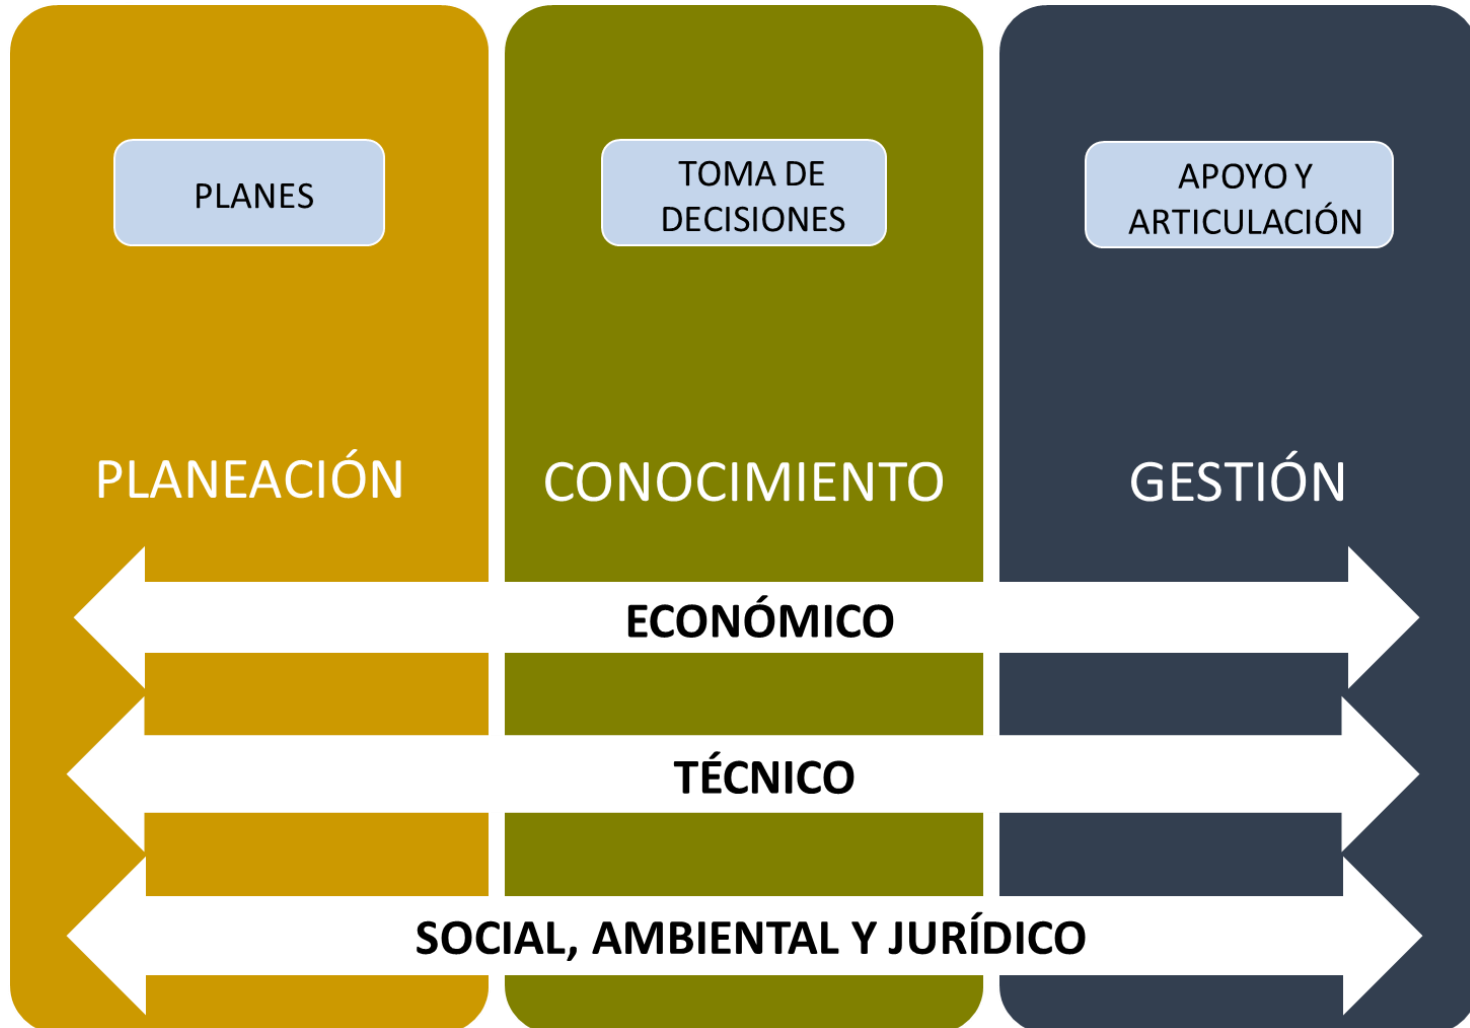 PLANES
TOMA DE
DECISIONES
APOYO Y
ARTICULACIÓN
PLANEACIÓN
CONOCIMIENTO
GESTIÓN
ECONÓMICO
TÉCNICO
SOCIAL, AMBIENTAL Y JURÍDICO